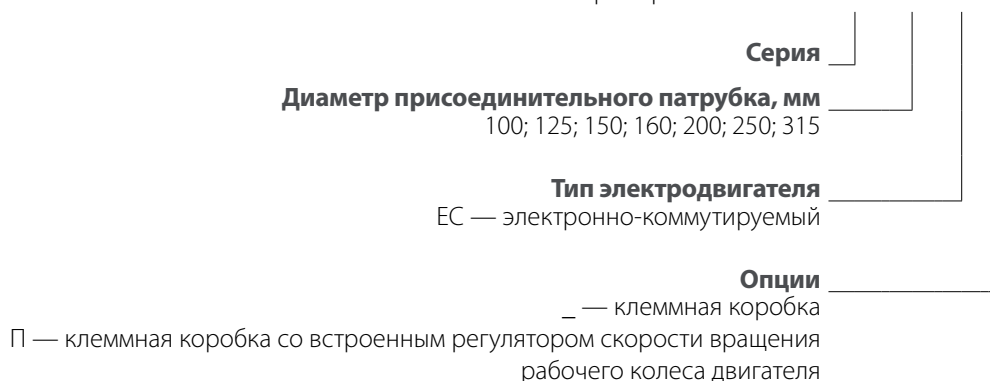 Серия
Диаметр присоединительного патрубка, мм
100; 125; 150; 160; 200; 250; 315
Тип электродвигателя
ЕС — электронно-коммутируемый
Опции
_ — клеммная коробка
П — клеммная коробка со встроенным регулятором скорости вращения
рабочего колеса двигателя